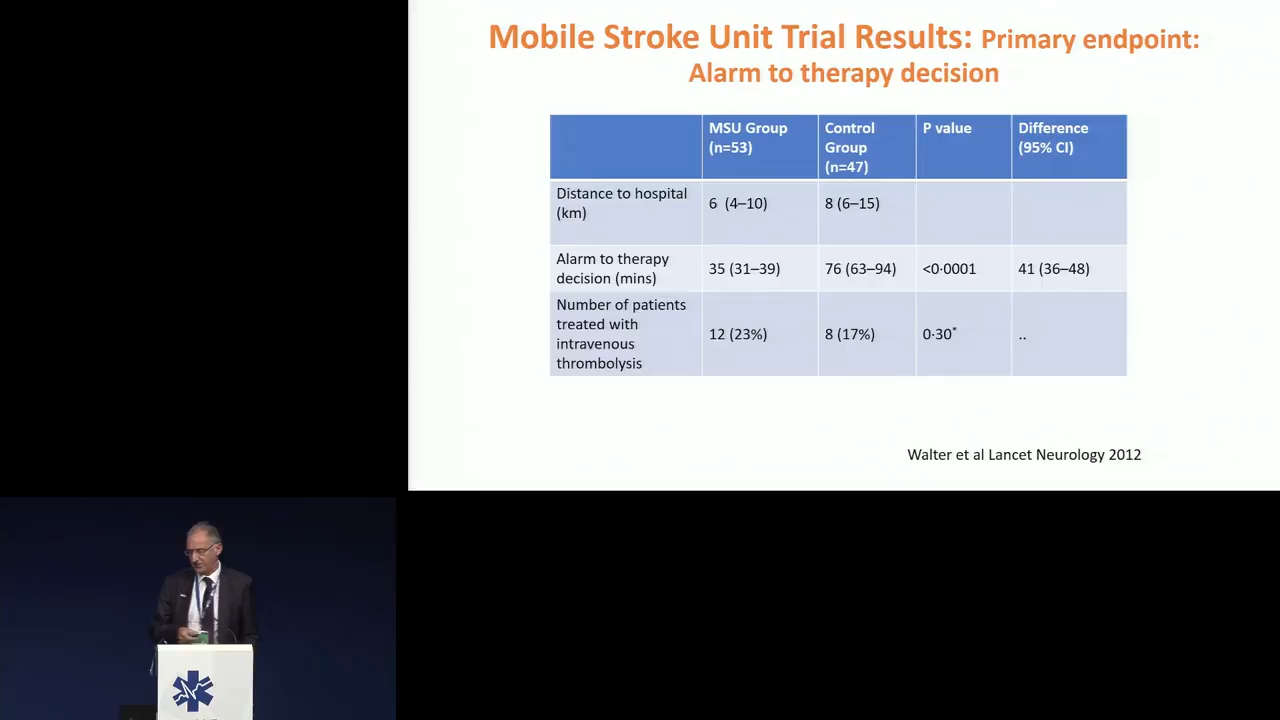 Mobile Stroke Unit Trial Results: Primary endpoint:
Alarm to therapy decision
MSU Group
(n=53)
Control
Group
(n=47)
P value
Difference
(95% CI)
Distance to hospital
(km)
6 (4–10)
8 (6–15)
Alarm to therapy
decision (mins)
35 (31–39)
76 (63–94)
<0·0001
41 (36–48)
Number of patients
treated with
intravenous
thrombolysis
12 (23%)
8 (17%)
0·30*
..
Walter et al Lancet Neurology 2012